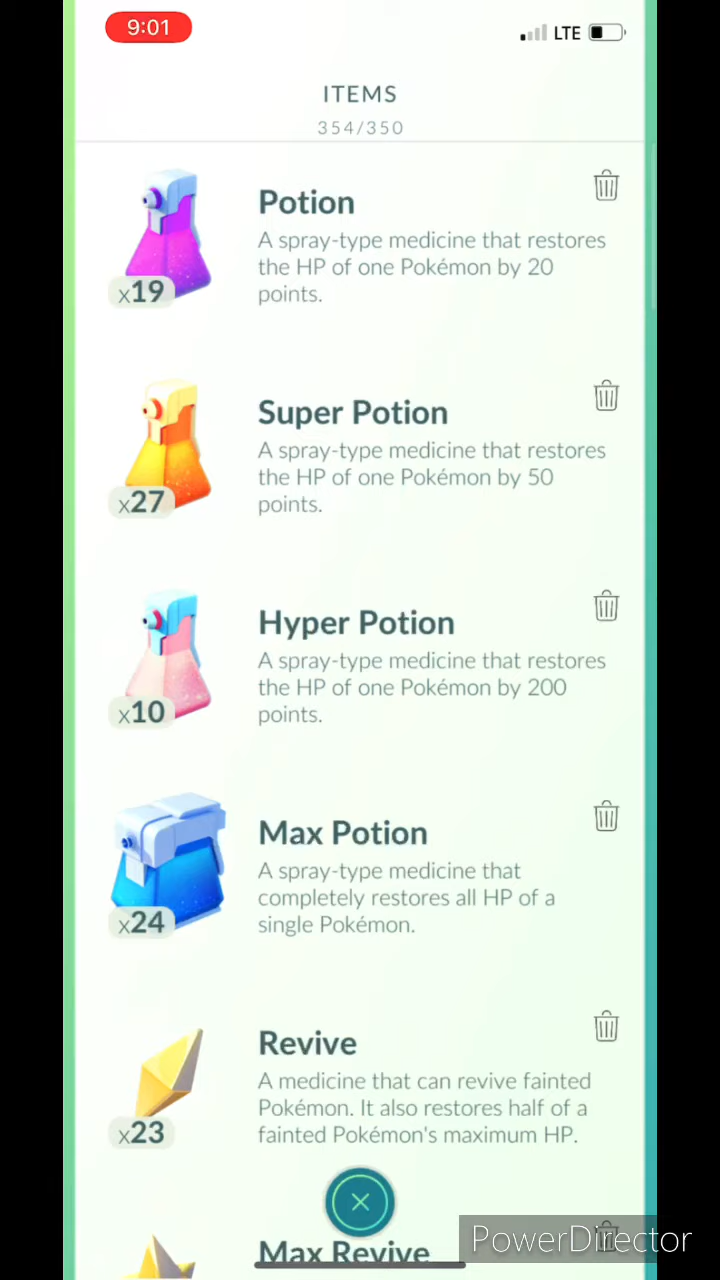 9:01
LTE
ITEMS
354/350
Potion
A spray-type medicine that restores
the HP of one Pokémon by 20
points.
x19
Super Potion
A spray-type medicine that restores
the HP of one Pokémon by 50
points.
x27
Hyper Potion
A spray-type medicine that restores
the HP of one Pokémon by 200
points.
x10
Max Potion
A spray-type medicine that
completely restores all HP of a
single Pokémon.
x24
Revive
A medicine that can revive fainted
Pokémon. It also restores half of a
fainted Pokémon's maximum HP.
x23
Max Revive
PowerDirector